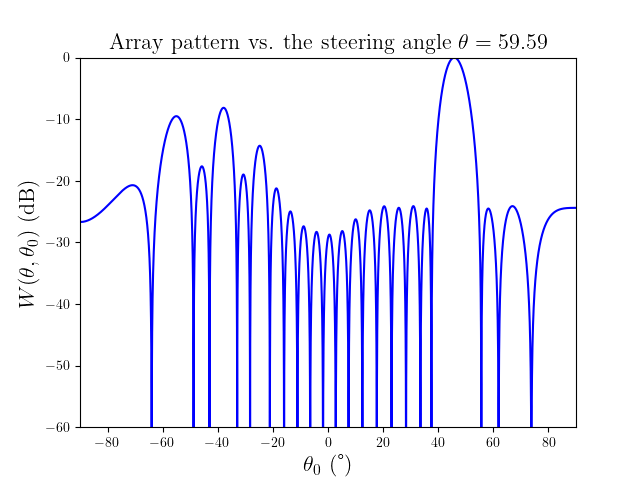 Array pattern vs. the steering angle θ = 59.59
0
−10
−20
−30
−40
−50
−60
W(θ, θ₀) (dB)
−80 −60 −40 −20 0 20 40 60 80
θ₀ (°)